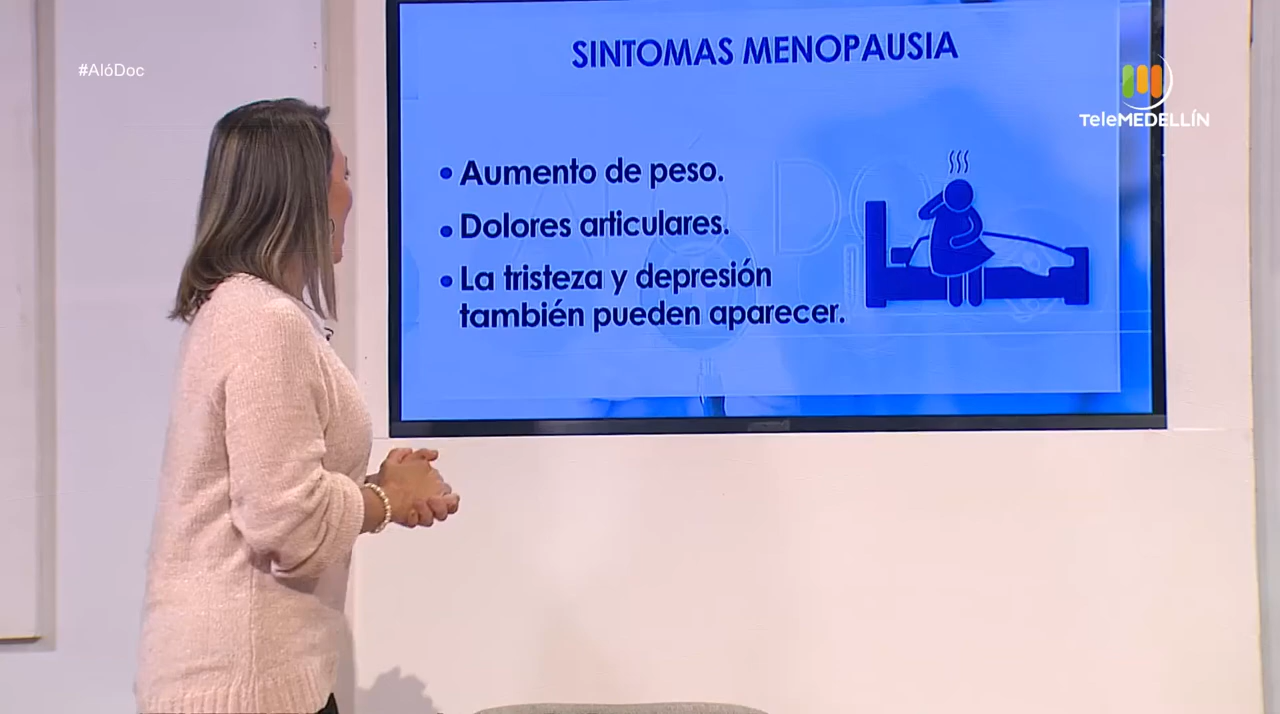 #AlóDoc
SINTOMAS MENOPAUSIA
TeleMEDELLÍN
• Aumento de peso.
• Dolores articulares.
• La tristeza y depresión
también pueden aparecer.